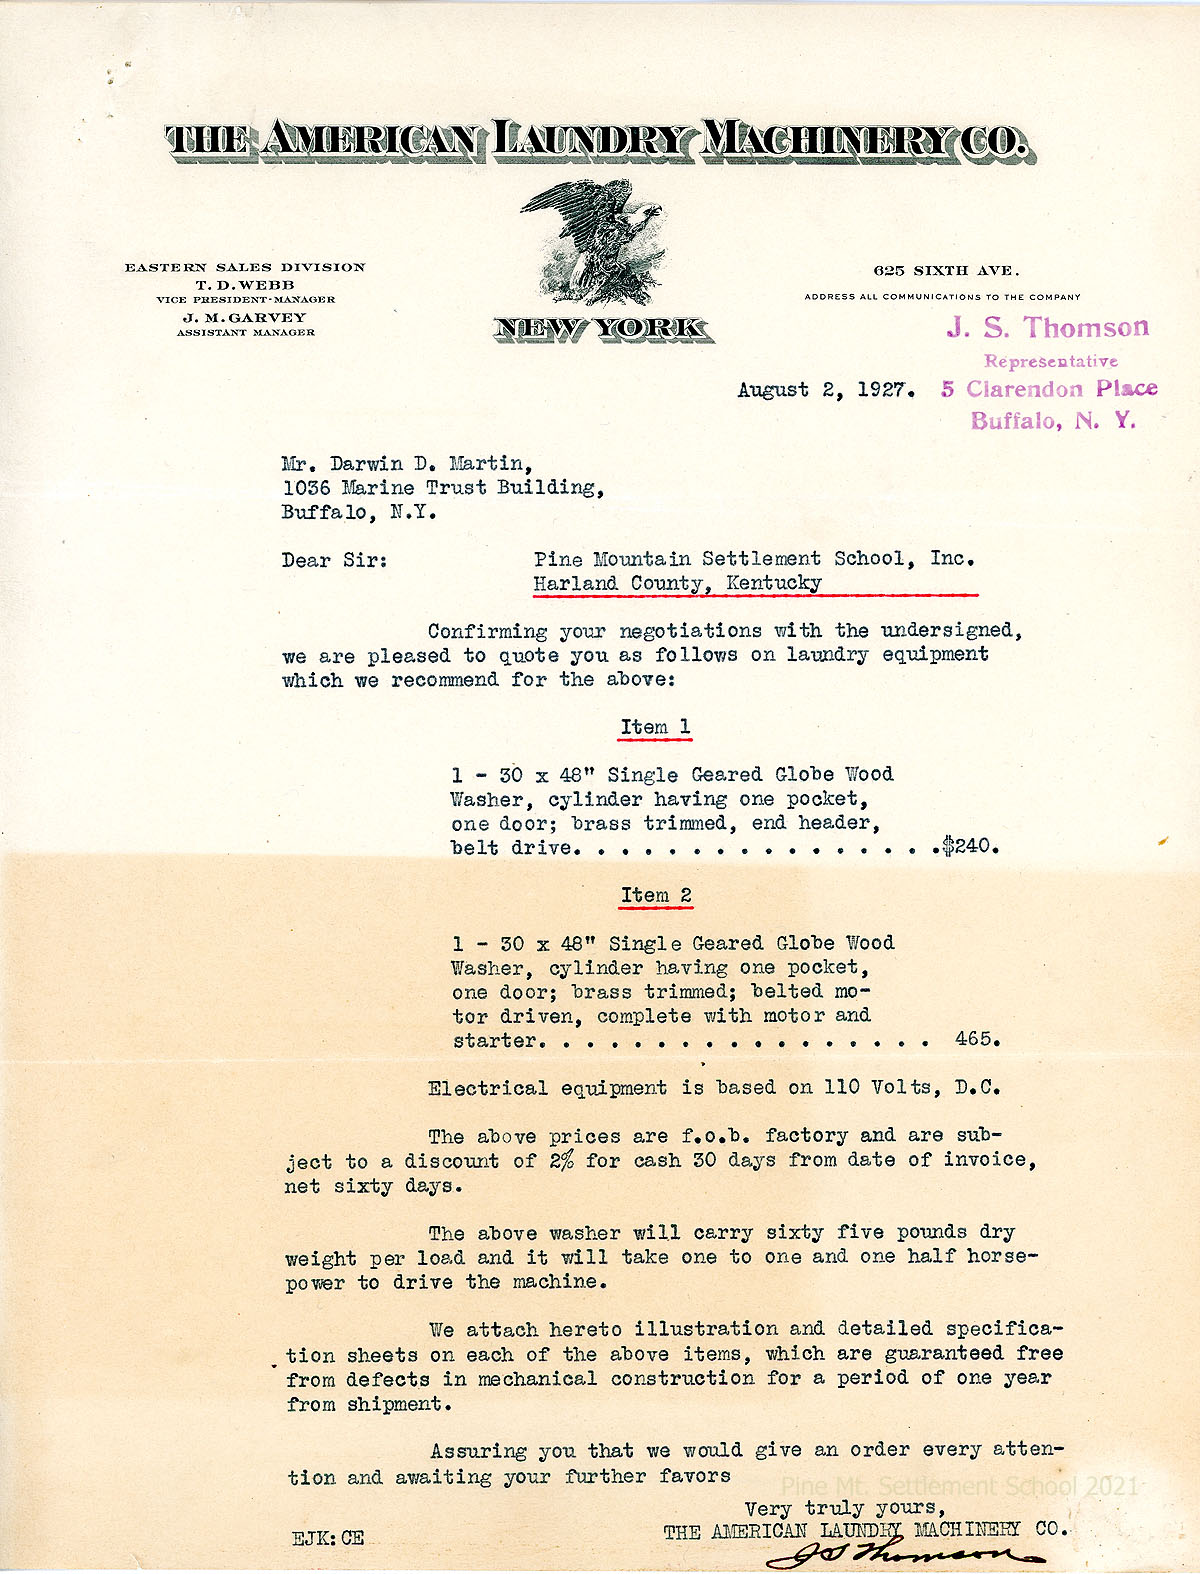 THE AMERICAN LAUNDRY MACHINERY CO.
NEW YORK
EASTERN SALES DIVISION
T. D. WEBB
VICE PRESIDENT-MANAGER
J. M. GARVEY
ASSISTANT MANAGER
625 SIXTH AVE.
ADDRESS ALL COMMUNICATIONS TO THE COMPANY
J. S. Thomson
Representative
5 Clarendon Place
Buffalo, N. Y.
August 2, 1927.
Mr. Darwin D. Martin,
1036 Marine Trust Building,
Buffalo, N.Y.
Dear Sir: Pine Mountain Settlement School, Inc.
Harland County, Kentucky
Confirming your negotiations with the undersigned,
we are pleased to quote you as follows on laundry equipment
which we recommend for the above:
Item 1
1 - 30 x 48" Single Geared Globe Wood
Washer, cylinder having one pocket,
one door; brass trimmed, end header,
belt drive. . . . . . . . . . . . . . . . .$240.
Item 2
1 - 30 x 48" Single Geared Globe Wood
Washer, cylinder having one pocket,
one door; brass trimmed; belted mo-
tor driven, complete with motor and
starter. . . . . . . . . . . . . . . . . 465.
Electrical equipment is based on 110 Volts, D.C.
The above prices are f.o.b. factory and are sub-
ject to a discount of 2% for cash 30 days from date of invoice,
net sixty days.
The above washer will carry sixty five pounds dry
weight per load and it will take one to one and one half horse-
power to drive the machine.
We attach hereto illustration and detailed specifica-
tion sheets on each of the above items, which are guaranteed free
from defects in mechanical construction for a period of one year
from shipment.
Assuring you that we would give an order every atten-
tion and awaiting your further favors
Pine Mt. Settlement School 2021
Very truly yours,
EJK:CE THE AMERICAN LAUNDRY MACHINERY CO.
J S Thomson